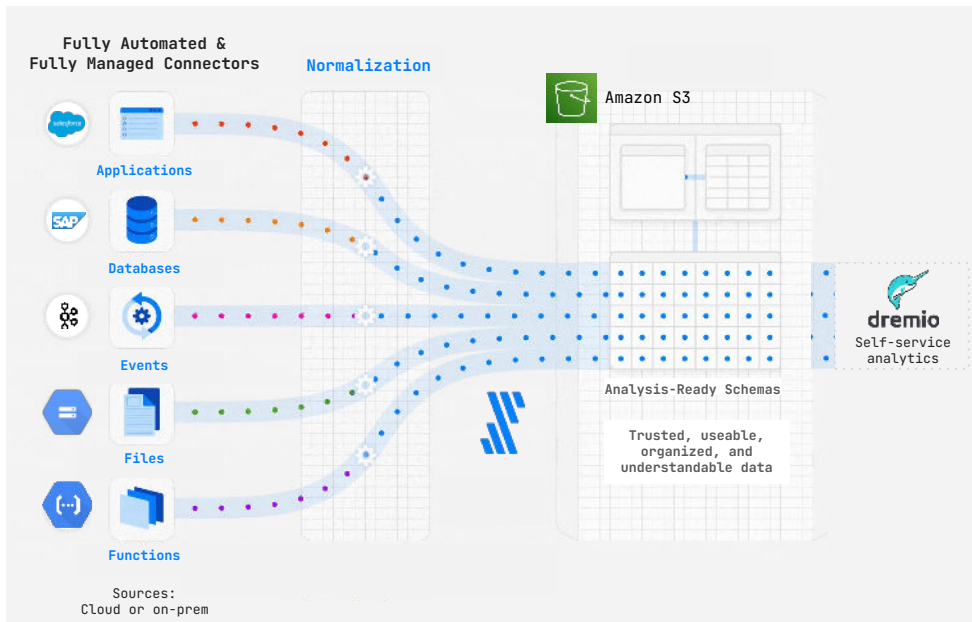 Fully Automated &
Fully Managed Connectors
Normalization
Amazon S3
salesforce
Applications
SAP
Databases
Events
Files
Functions
Sources:
Cloud or on-prem
Analysis-Ready Schemas
Trusted, useable,
organized, and
understandable data
dremio
Self-service
analytics